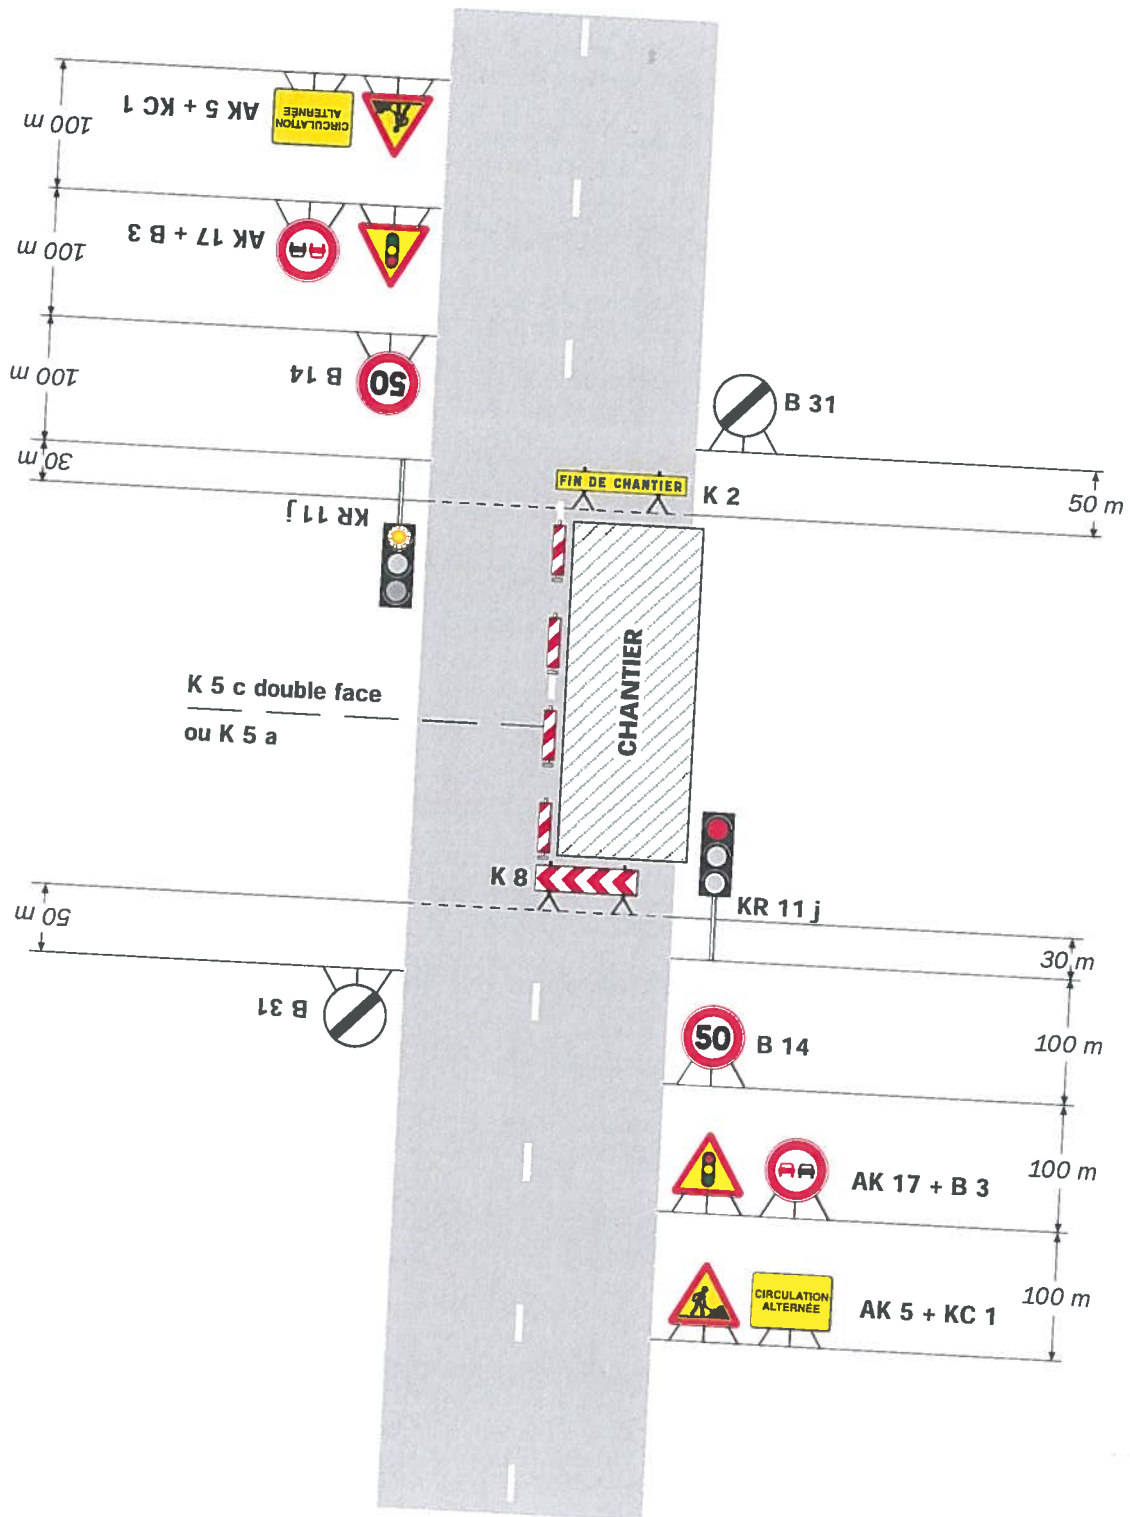 100 m
AK 5 + KC 1
CIRCULATION
ALTERNÉE
100 m
AK 17 + B 3
100 m
B 14
50
30 m
KR 11 j
B 31
FIN DE CHANTIER
K 2
50 m
K 5 c double face
ou K 5 a
CHANTIER
K 8
KR 11 j
50 m
B 31
30 m
50
B 14
100 m
AK 17 + B 3
100 m
CIRCULATION
ALTERNÉE
AK 5 + KC 1
100 m